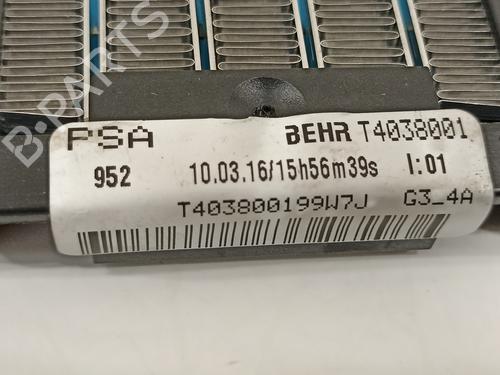 PSA BEHR T4038001
952 10.03.16/15h56m39s I:01
T403800199W7J G3_4A
B-PARTS